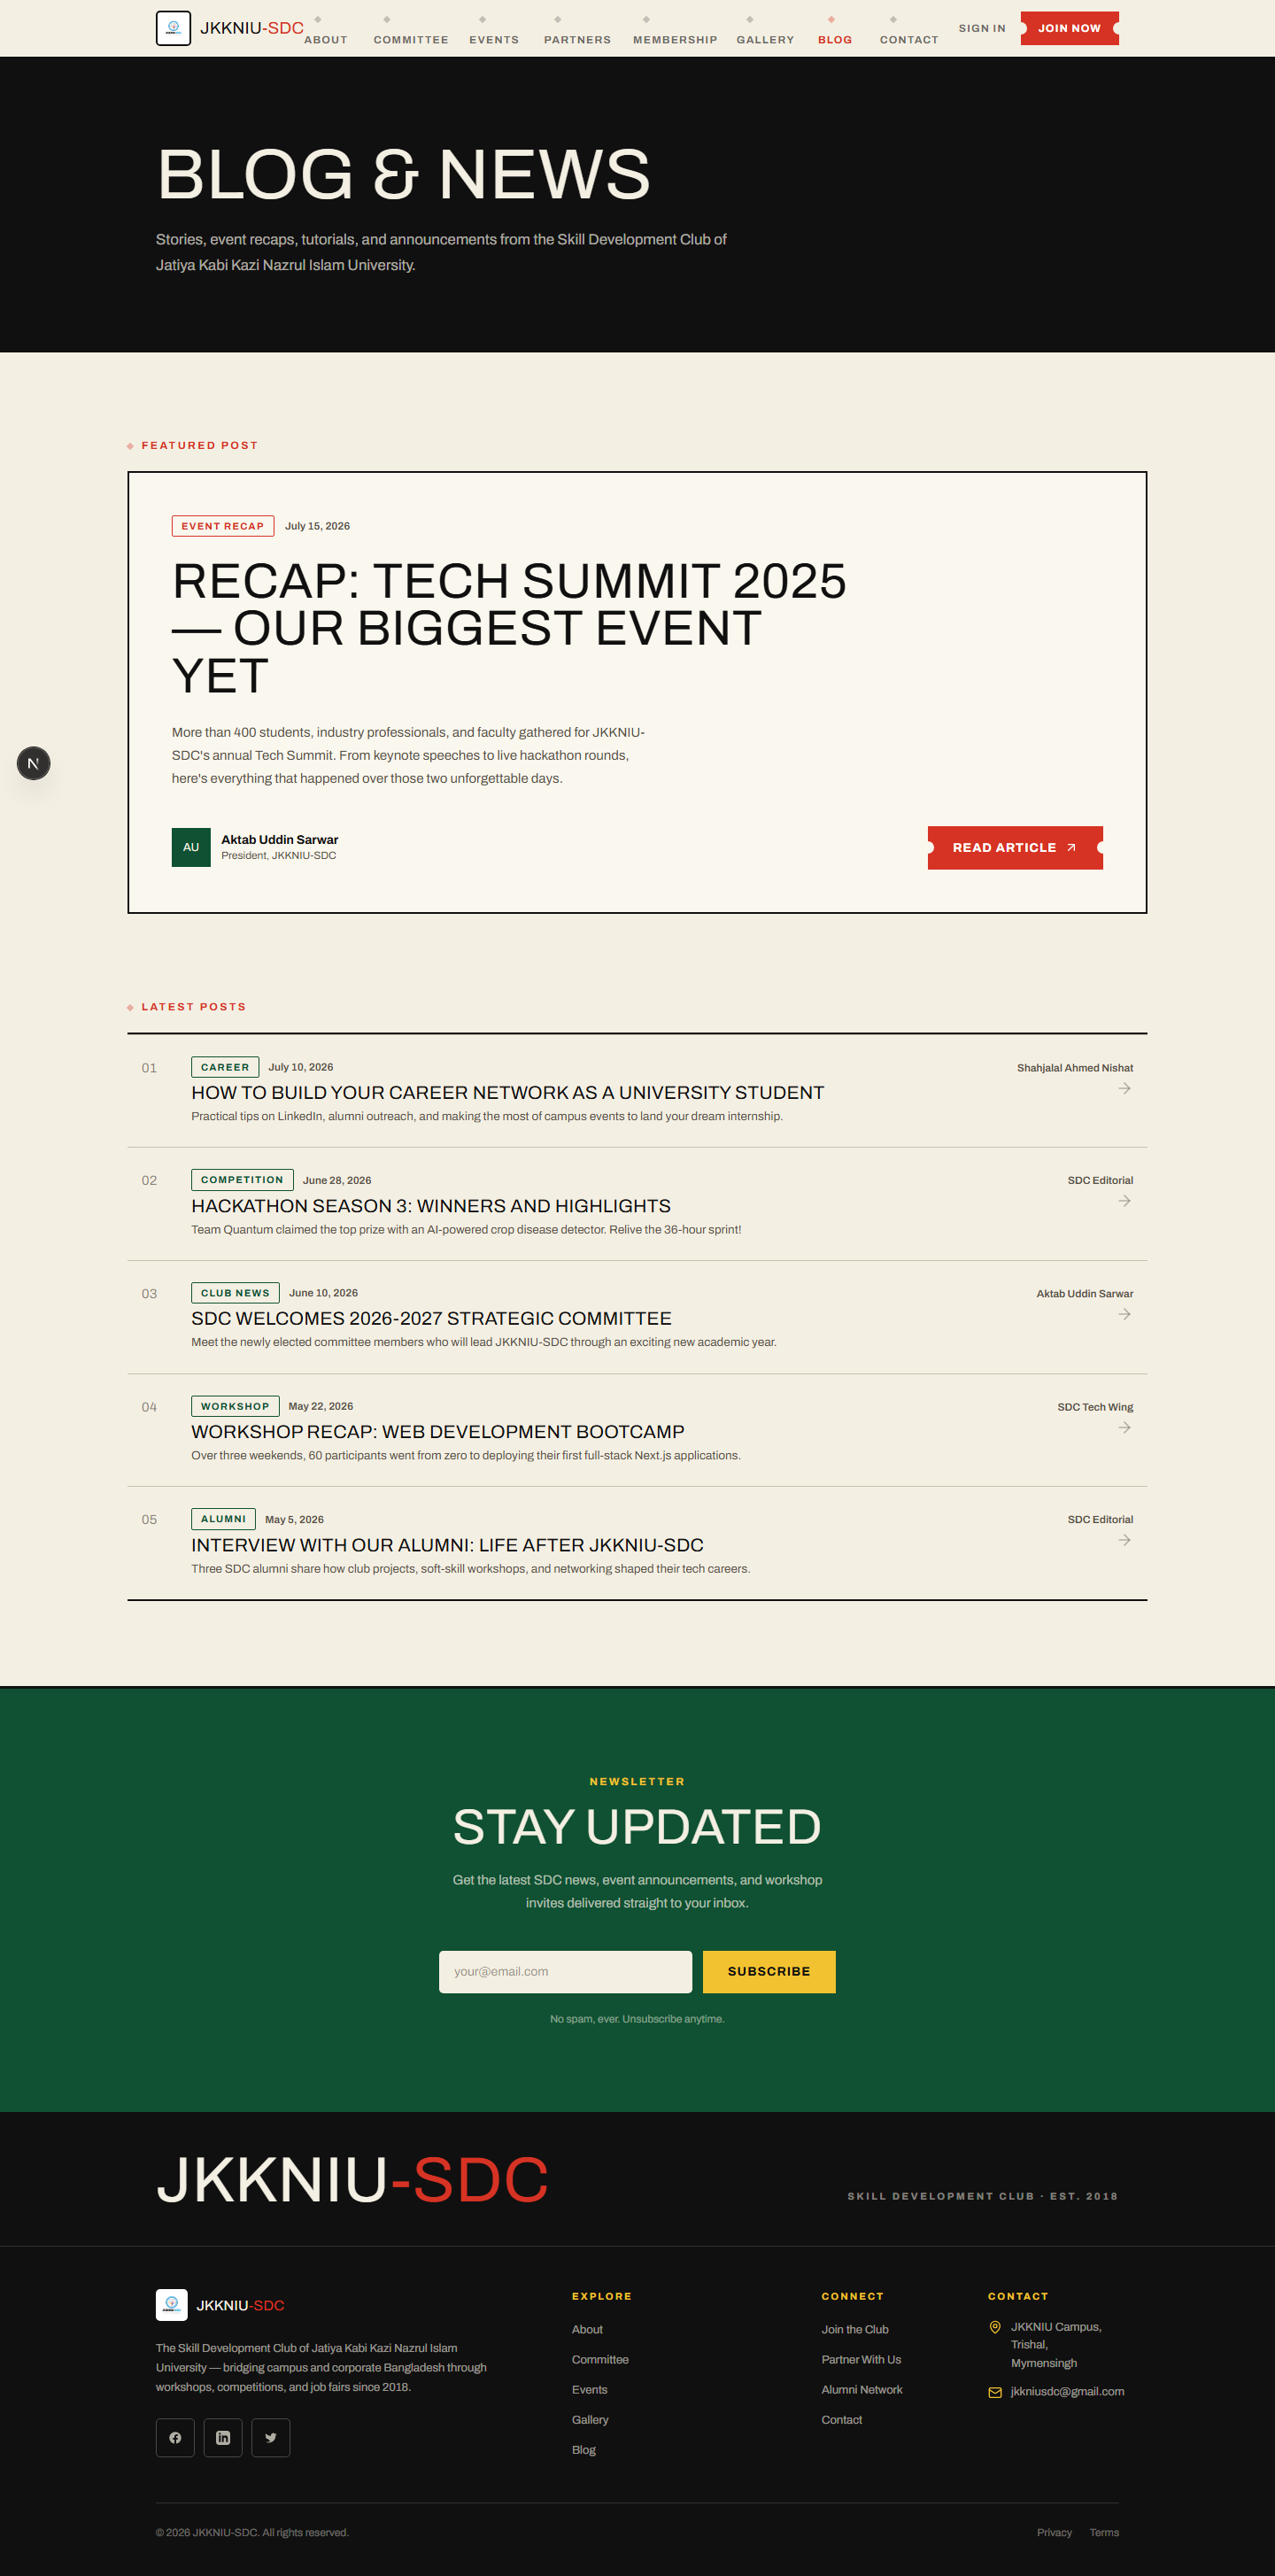 JKKNIU-SDC
ABOUT
COMMITTEE
EVENTS
PARTNERS
MEMBERSHIP
GALLERY
BLOG
CONTACT
SIGN IN
JOIN NOW
BLOG & NEWS
Stories, event recaps, tutorials, and announcements from the Skill Development Club of
Jatiya Kabi Kazi Nazrul Islam University.
FEATURED POST
EVENT RECAP July 15, 2026
RECAP: TECH SUMMIT 2025
— OUR BIGGEST EVENT
YET
More than 400 students, industry professionals, and faculty gathered for JKKNIU-
SDC's annual Tech Summit. From keynote speeches to live hackathon rounds,
here's everything that happened over those two unforgettable days.
AU
Aktab Uddin Sarwar
President, JKKNIU-SDC
READ ARTICLE
N
LATEST POSTS
01
CAREER July 10, 2026
HOW TO BUILD YOUR CAREER NETWORK AS A UNIVERSITY STUDENT
Practical tips on LinkedIn, alumni outreach, and making the most of campus events to land your dream internship.
Shahjalal Ahmed Nishat
02
COMPETITION June 28, 2026
HACKATHON SEASON 3: WINNERS AND HIGHLIGHTS
Team Quantum claimed the top prize with an AI-powered crop disease detector. Relive the 36-hour sprint!
SDC Editorial
03
CLUB NEWS June 10, 2026
SDC WELCOMES 2026-2027 STRATEGIC COMMITTEE
Meet the newly elected committee members who will lead JKKNIU-SDC through an exciting new academic year.
Aktab Uddin Sarwar
04
WORKSHOP May 22, 2026
WORKSHOP RECAP: WEB DEVELOPMENT BOOTCAMP
Over three weekends, 60 participants went from zero to deploying their first full-stack Next.js applications.
SDC Tech Wing
05
ALUMNI May 5, 2026
INTERVIEW WITH OUR ALUMNI: LIFE AFTER JKKNIU-SDC
Three SDC alumni share how club projects, soft-skill workshops, and networking shaped their tech careers.
SDC Editorial
NEWSLETTER
STAY UPDATED
Get the latest SDC news, event announcements, and workshop
invites delivered straight to your inbox.
your@email.com
SUBSCRIBE
No spam, ever. Unsubscribe anytime.
JKKNIU-SDC
SKILL DEVELOPMENT CLUB · EST. 2018
JKKNIU-SDC
The Skill Development Club of Jatiya Kabi Kazi Nazrul Islam
University — bridging campus and corporate Bangladesh through
workshops, competitions, and job fairs since 2018.
EXPLORE
About
Committee
Events
Gallery
Blog
CONNECT
Join the Club
Partner With Us
Alumni Network
Contact
CONTACT
JKKNIU Campus,
Trishal,
Mymensingh
jkkniusdc@gmail.com
© 2026 JKKNIU-SDC. All rights reserved.
Privacy
Terms